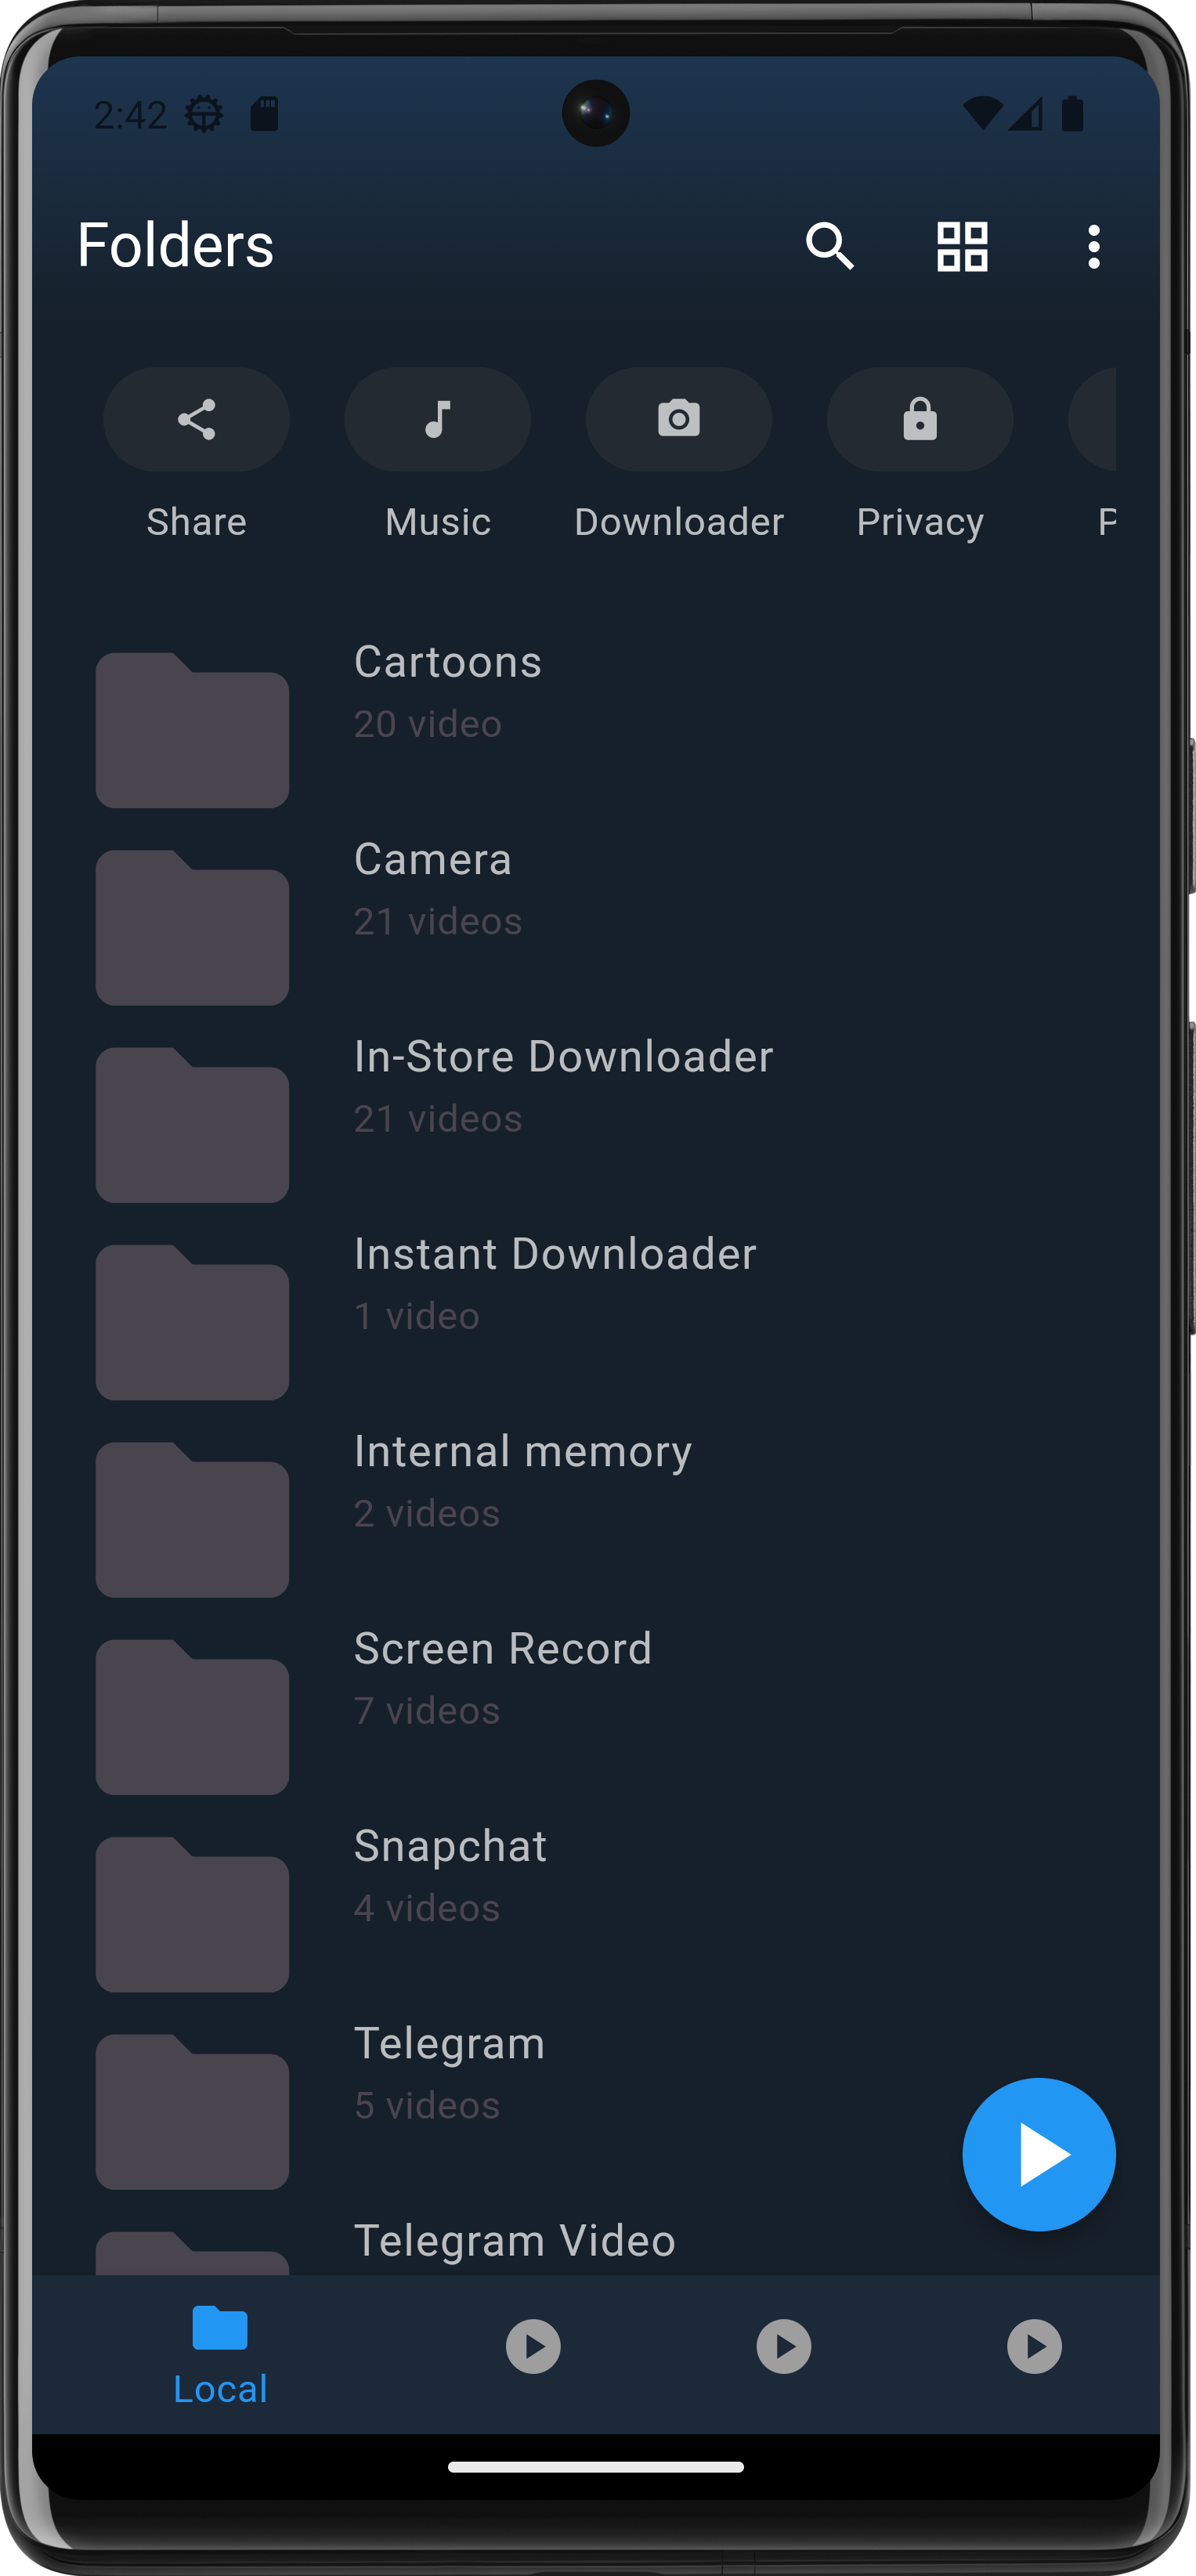 2:42
Folders
Share Music Downloader Privacy P
Cartoons
20 video
Camera
21 videos
In-Store Downloader
21 videos
Instant Downloader
1 video
Internal memory
2 videos
Screen Record
7 videos
Snapchat
4 videos
Telegram
5 videos
Telegram Video
Local